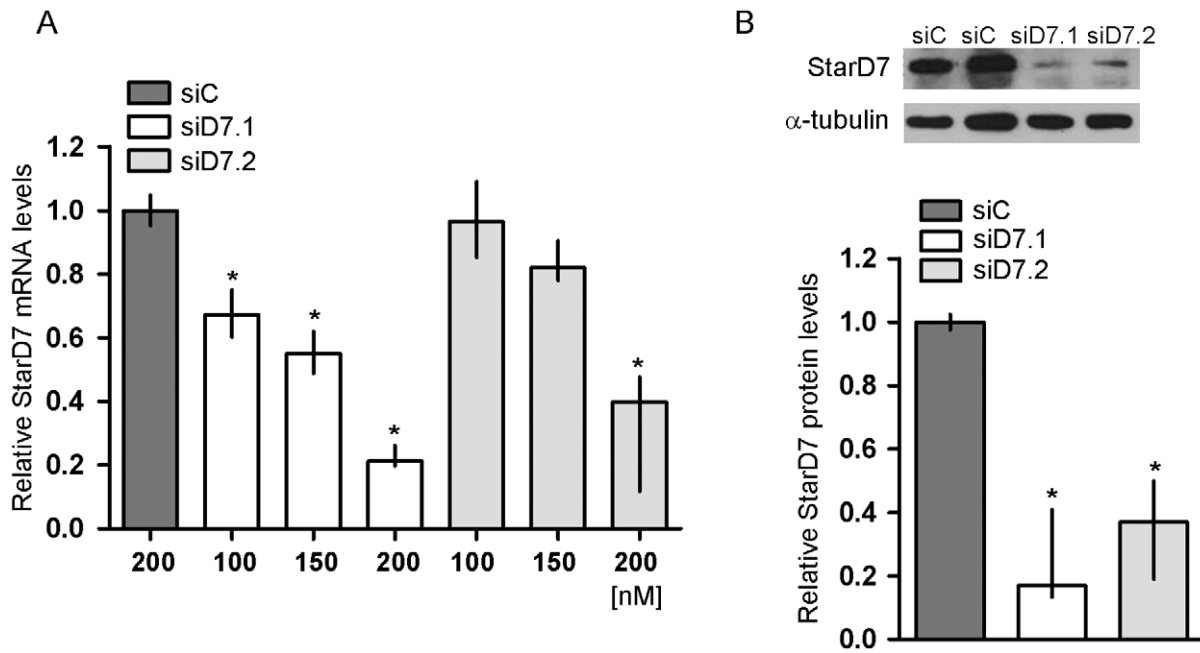 A
siC
siD7.1
siD7.2
Relative StarD7 mRNA levels
1.2
1.0
0.8
0.6
0.4
0.2
0.0
* * * *
200 100 150 200 100 150 200
[nM]
B
siC siC siD7.1 siD7.2
StarD7
α-tubulin
siC
siD7.1
siD7.2
Relative StarD7 protein levels
1.2
1.0
0.8
0.6
0.4
0.2
0.0
* *